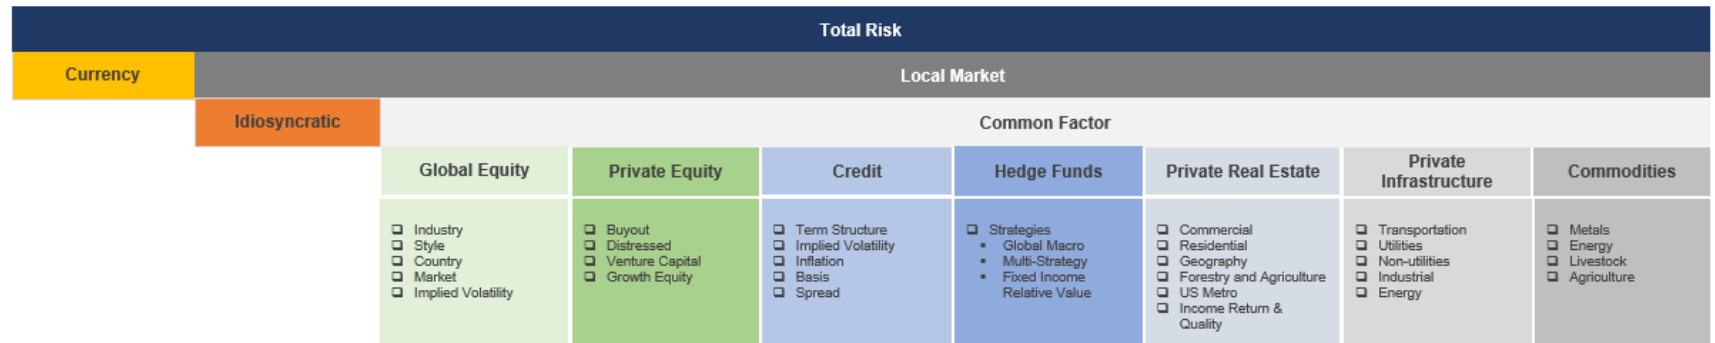 Total Risk
Currency
Local Market
Idiosyncratic
Common Factor
Global Equity
Private Equity
Credit
Hedge Funds
Private Real Estate
Private
Infrastructure
Commodities
Industry
Style
Country
Market
Implied Volatility
Buyout
Distressed
Venture Capital
Growth Equity
Term Structure
Implied Volatility
Inflation
Basis
Spread
Strategies
Global Macro
Multi-Strategy
Fixed Income
Relative Value
Commercial
Residential
Geography
Forestry and Agriculture
US Metro
Income Return &
Quality
Transportation
Utilities
Non-utilities
Industrial
Energy
Metals
Energy
Livestock
Agriculture